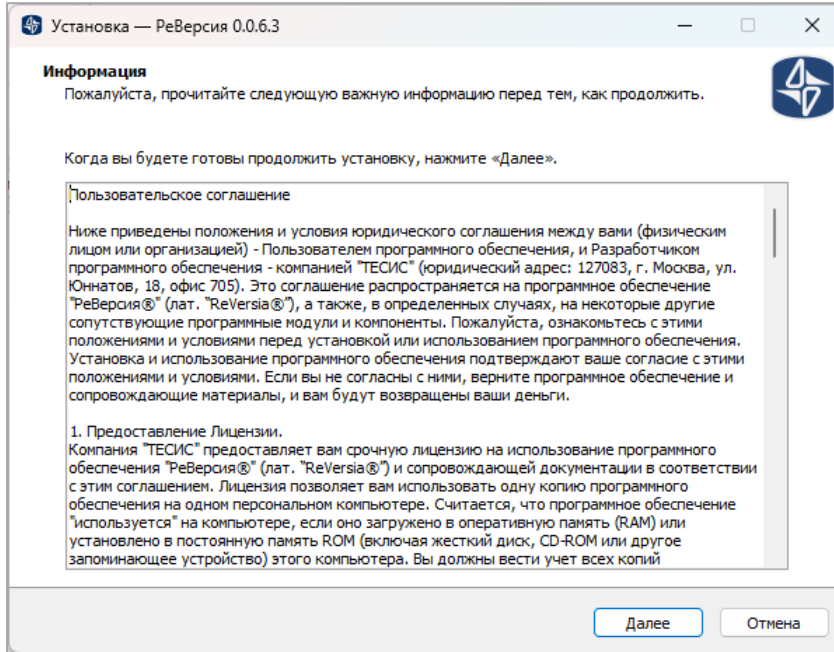 Установка — РеВерсия 0.0.6.3
Информация
Пожалуйста, прочитайте следующую важную информацию перед тем, как продолжить.
Когда вы будете готовы продолжить установку, нажмите «Далее».
Пользовательское соглашение
Ниже приведены положения и условия юридического соглашения между вами (физическим
лицом или организацией) - Пользователем программного обеспечения, и Разработчиком
программного обеспечения - компанией "ТЕСИС" (юридический адрес: 127083, г. Москва, ул.
Юннатов, 18, офис 705). Это соглашение распространяется на программное обеспечение
"РеВерсия®" (лат. "ReVersia®"), а также, в определенных случаях, на некоторые другие
сопутствующие программные модули и компоненты. Пожалуйста, ознакомьтесь с этими
положениями и условиями перед установкой или использованием программного обеспечения.
Установка и использование программного обеспечения подтверждают ваше согласие с этими
положениями и условиями. Если вы не согласны с ними, верните программное обеспечение и
сопровождающие материалы, и вам будут возвращены ваши деньги.
1. Предоставление Лицензии.
Компания "ТЕСИС" предоставляет вам срочную лицензию на использование программного
обеспечения "РеВерсия®" (лат. "ReVersia®") и сопровождающей документации в соответствии
с этим соглашением. Лицензия позволяет вам использовать одну копию программного
обеспечения на одном персональном компьютере. Считается, что программное обеспечение
"используется" на компьютере, если оно загружено в оперативную память (RAM) или
установлено в постоянную память ROM (включая жесткий диск, CD-ROM или другое
запоминающее устройство) этого компьютера. Вы должны вести учет всех копий
Далее
Отмена